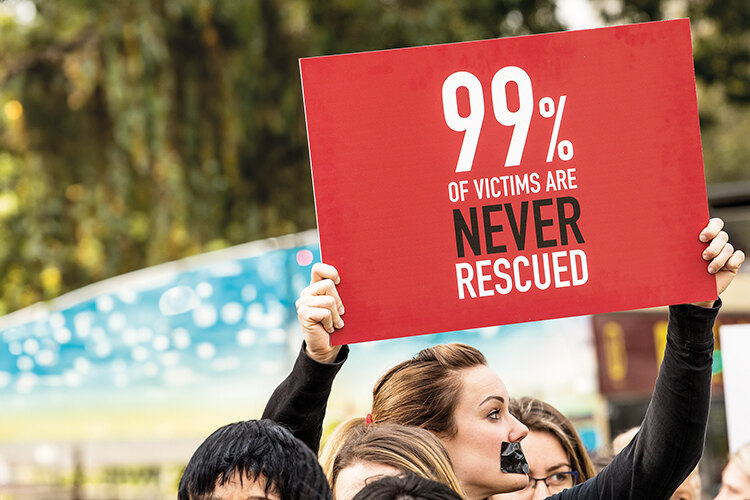 99%
OF VICTIMS ARE
NEVER
RESCUED